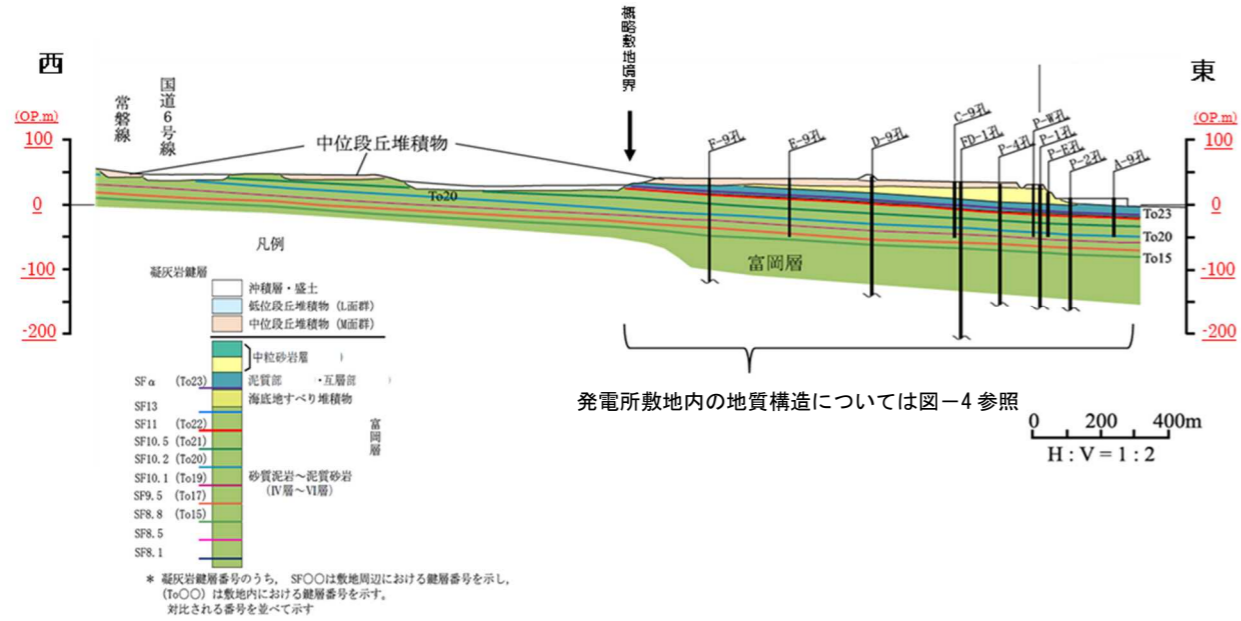 西
東
概略敷地境界
常磐線
国道6号線
(OP.m)
100
0
-100
-200
中位段丘堆積物
To20
F-9孔
E-9孔
D-9孔
C-9孔
FD-1孔
P-4孔
P-W孔
P-1孔
P-E孔
P-2孔
A-9孔
(OP.m)
100
0
-100
-200
To23
To20
To15
富岡層
発電所敷地内の地質構造については図－4 参照
0 200 400m
H : V = 1 : 2
凡例
凝灰岩鍵層
沖積層・盛土
低位段丘堆積物 (L面群)
中位段丘堆積物 (M面群)
中粒砂岩層 )
SFα (To23) 泥質部 ・互層部 )
海底地すべり堆積物
SF13
SF11 (To22)
SF10.5 (To21)
SF10.2 (To20)
SF10.1 (To19) 砂質泥岩～泥質砂岩
(Ⅳ層～Ⅵ層)
SF9.5 (To17)
SF8.8 (To15)
SF8.5
SF8.1
富岡層
＊ 凝灰岩鍵層番号のうち， SF〇〇は敷地周辺における鍵層番号を示し，
(To〇〇) は敷地内における鍵層番号を示す。
対比される番号を並べて示す